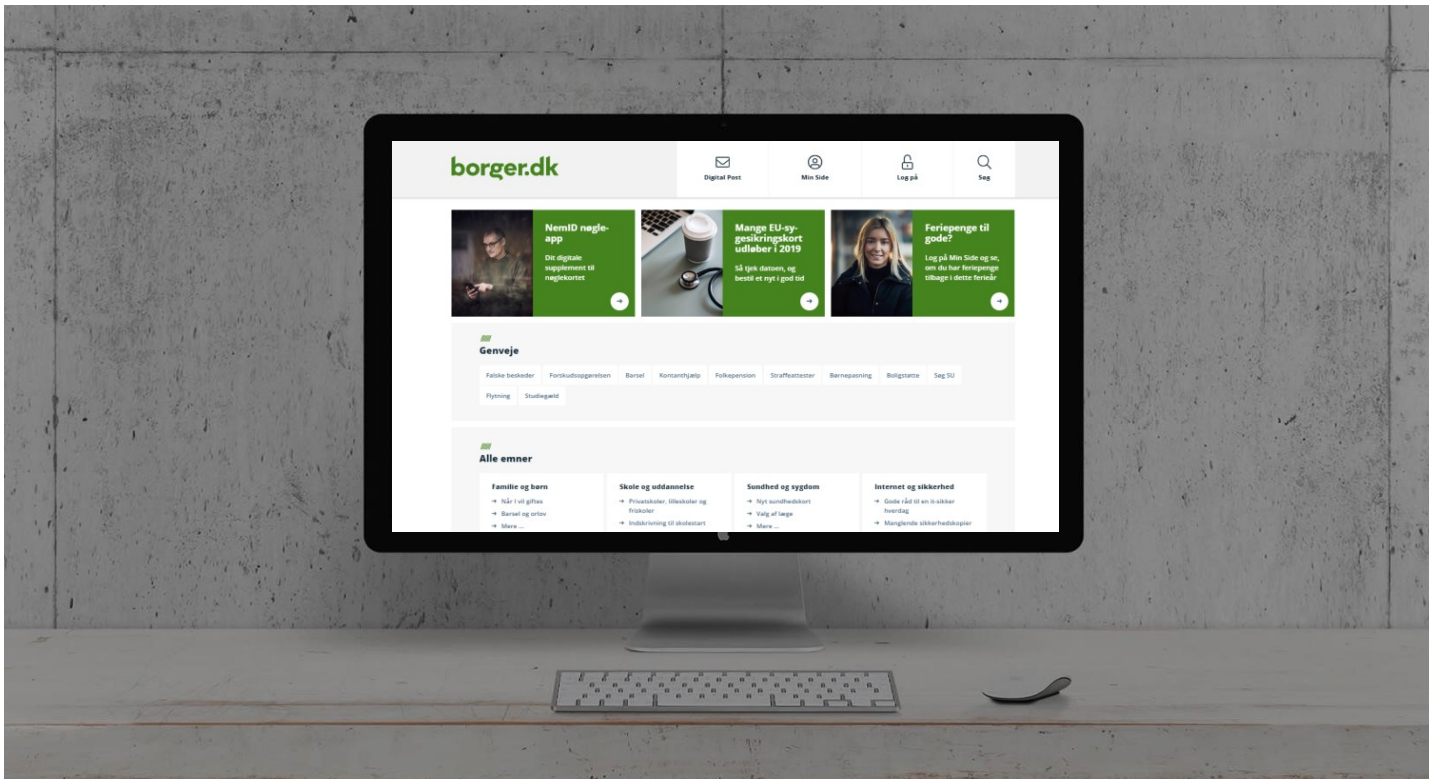 borger.dk
Digital Post
Min Side
Log på
Søg
NemID nøgle-
app
Dit digitale
supplement til
nøglekortet
Mange EU-sy-
gesikringskort
udløber i 2019
Så tjek datoen, og
bestil et nyt i god tid
Feriepenge til
gode?
Log på Min Side og se,
om du har feriepenge
tilbage i dette ferieår
Genveje
Falske beskeder Forskudsopgørelsen Barsel Kontanthjælp Folkepension Straffeattester Børnepasning Boligstøtte Søg SU
Flytning Studiegæld
Alle emner
Familie og børn
→ Når I vil giftes
→ Barsel og orlov
→ Mere ...
Skole og uddannelse
→ Privatskoler, lilleskoler og
friskoler
→ Indskrivning til skolestart
Sundhed og sygdom
→ Nyt sundhedskort
→ Valg af læge
→ Mere ...
Internet og sikkerhed
→ Gode råd til en it-sikker
hverdag
→ Manglende sikkerhedskopier